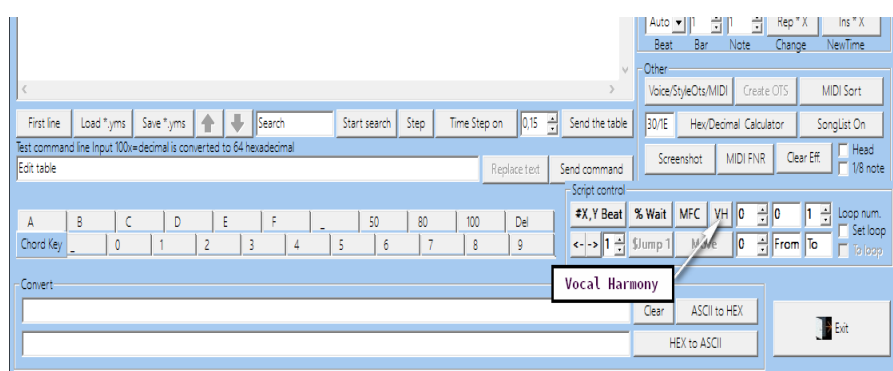 Auto 1 1 Rep * X Ins * X
Beat Bar Note Change NewTime
Other
Voice/StyleOts/MIDI Create OTS MIDI Sort
First line Load *.yms Save *.yms Search Start search Step Time Step on 0,15 Send the table
30/1E Hex/Decimal Calculator SongList On
Test command line Input 100x=decimal is converted to 64 hexadecimal
Edit table Replace text Send command
Screenshot MIDI FNR Clear Eff. Head
1/8 note
Script control
A B C D E F _ 50 80 100 Del
#X,Y Beat % Wait MFC VH 0 0 1 Loop num.
Set loop
Chord Key _ 0 1 2 3 4 5 6 7 8 9
<- -> 1 $Jump 1 Move 0 From To To loop
Vocal Harmony
Convert
Clear ASCII to HEX
HEX to ASCII
Exit